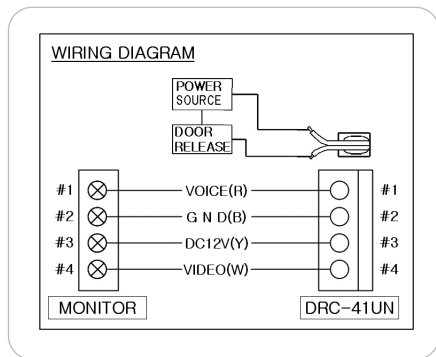 WIRING DIAGRAM
POWER
SOURCE
DOOR
RELEASE
#1 VOICE(R) #1
#2 G N D(B) #2
#3 DC12V(Y) #3
#4 VIDEO(W) #4
MONITOR DRC-41UN